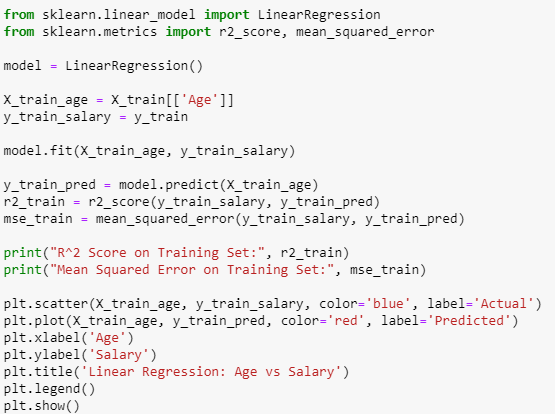 from sklearn.linear_model import LinearRegression
from sklearn.metrics import r2_score, mean_squared_error
model = LinearRegression()
X_train_age = X_train[['Age']]
y_train_salary = y_train
model.fit(X_train_age, y_train_salary)
y_train_pred = model.predict(X_train_age)
r2_train = r2_score(y_train_salary, y_train_pred)
mse_train = mean_squared_error(y_train_salary, y_train_pred)
print("R^2 Score on Training Set:", r2_train)
print("Mean Squared Error on Training Set:", mse_train)
plt.scatter(X_train_age, y_train_salary, color='blue', label='Actual')
plt.plot(X_train_age, y_train_pred, color='red', label='Predicted')
plt.xlabel('Age')
plt.ylabel('Salary')
plt.title('Linear Regression: Age vs Salary')
plt.legend()
plt.show()